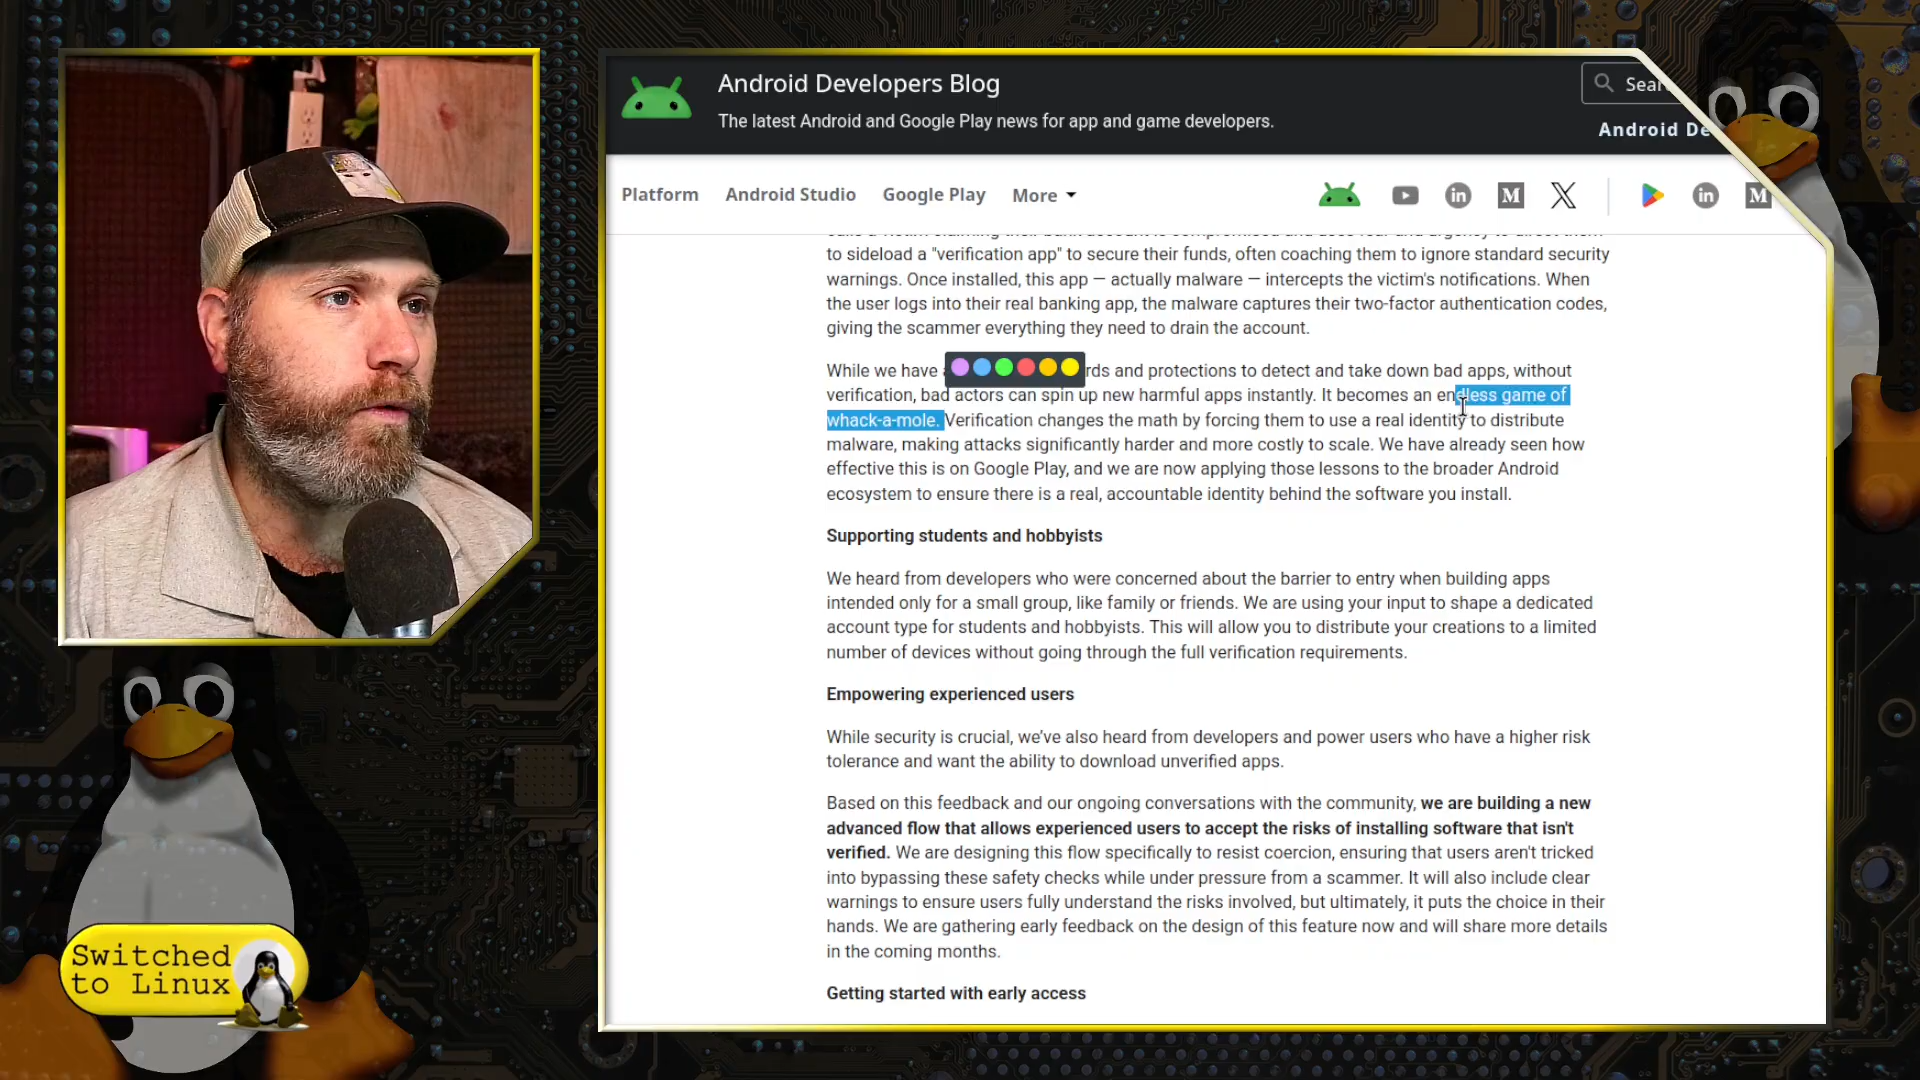 Android Developers Blog
The latest Android and Google Play news for app and game developers.
Sear
Android De
Platform
Android Studio
Google Play
More
to sideload a "verification app" to secure their funds, often coaching them to ignore standard security
warnings. Once installed, this app — actually malware — intercepts the victim's notifications. When
the user logs into their real banking app, the malware captures their two-factor authentication codes,
giving the scammer everything they need to drain the account.
While we have rds and protections to detect and take down bad apps, without
verification, bad actors can spin up new harmful apps instantly. It becomes an endless game of
whack-a-mole. Verification changes the math by forcing them to use a real identity to distribute
malware, making attacks significantly harder and more costly to scale. We have already seen how
effective this is on Google Play, and we are now applying those lessons to the broader Android
ecosystem to ensure there is a real, accountable identity behind the software you install.
Supporting students and hobbyists
We heard from developers who were concerned about the barrier to entry when building apps
intended only for a small group, like family or friends. We are using your input to shape a dedicated
account type for students and hobbyists. This will allow you to distribute your creations to a limited
number of devices without going through the full verification requirements.
Empowering experienced users
While security is crucial, we've also heard from developers and power users who have a higher risk
tolerance and want the ability to download unverified apps.
Based on this feedback and our ongoing conversations with the community, we are building a new
advanced flow that allows experienced users to accept the risks of installing software that isn't
verified. We are designing this flow specifically to resist coercion, ensuring that users aren't tricked
into bypassing these safety checks while under pressure from a scammer. It will also include clear
warnings to ensure users fully understand the risks involved, but ultimately, it puts the choice in their
hands. We are gathering early feedback on the design of this feature now and will share more details
in the coming months.
Getting started with early access
Switched
to Linux